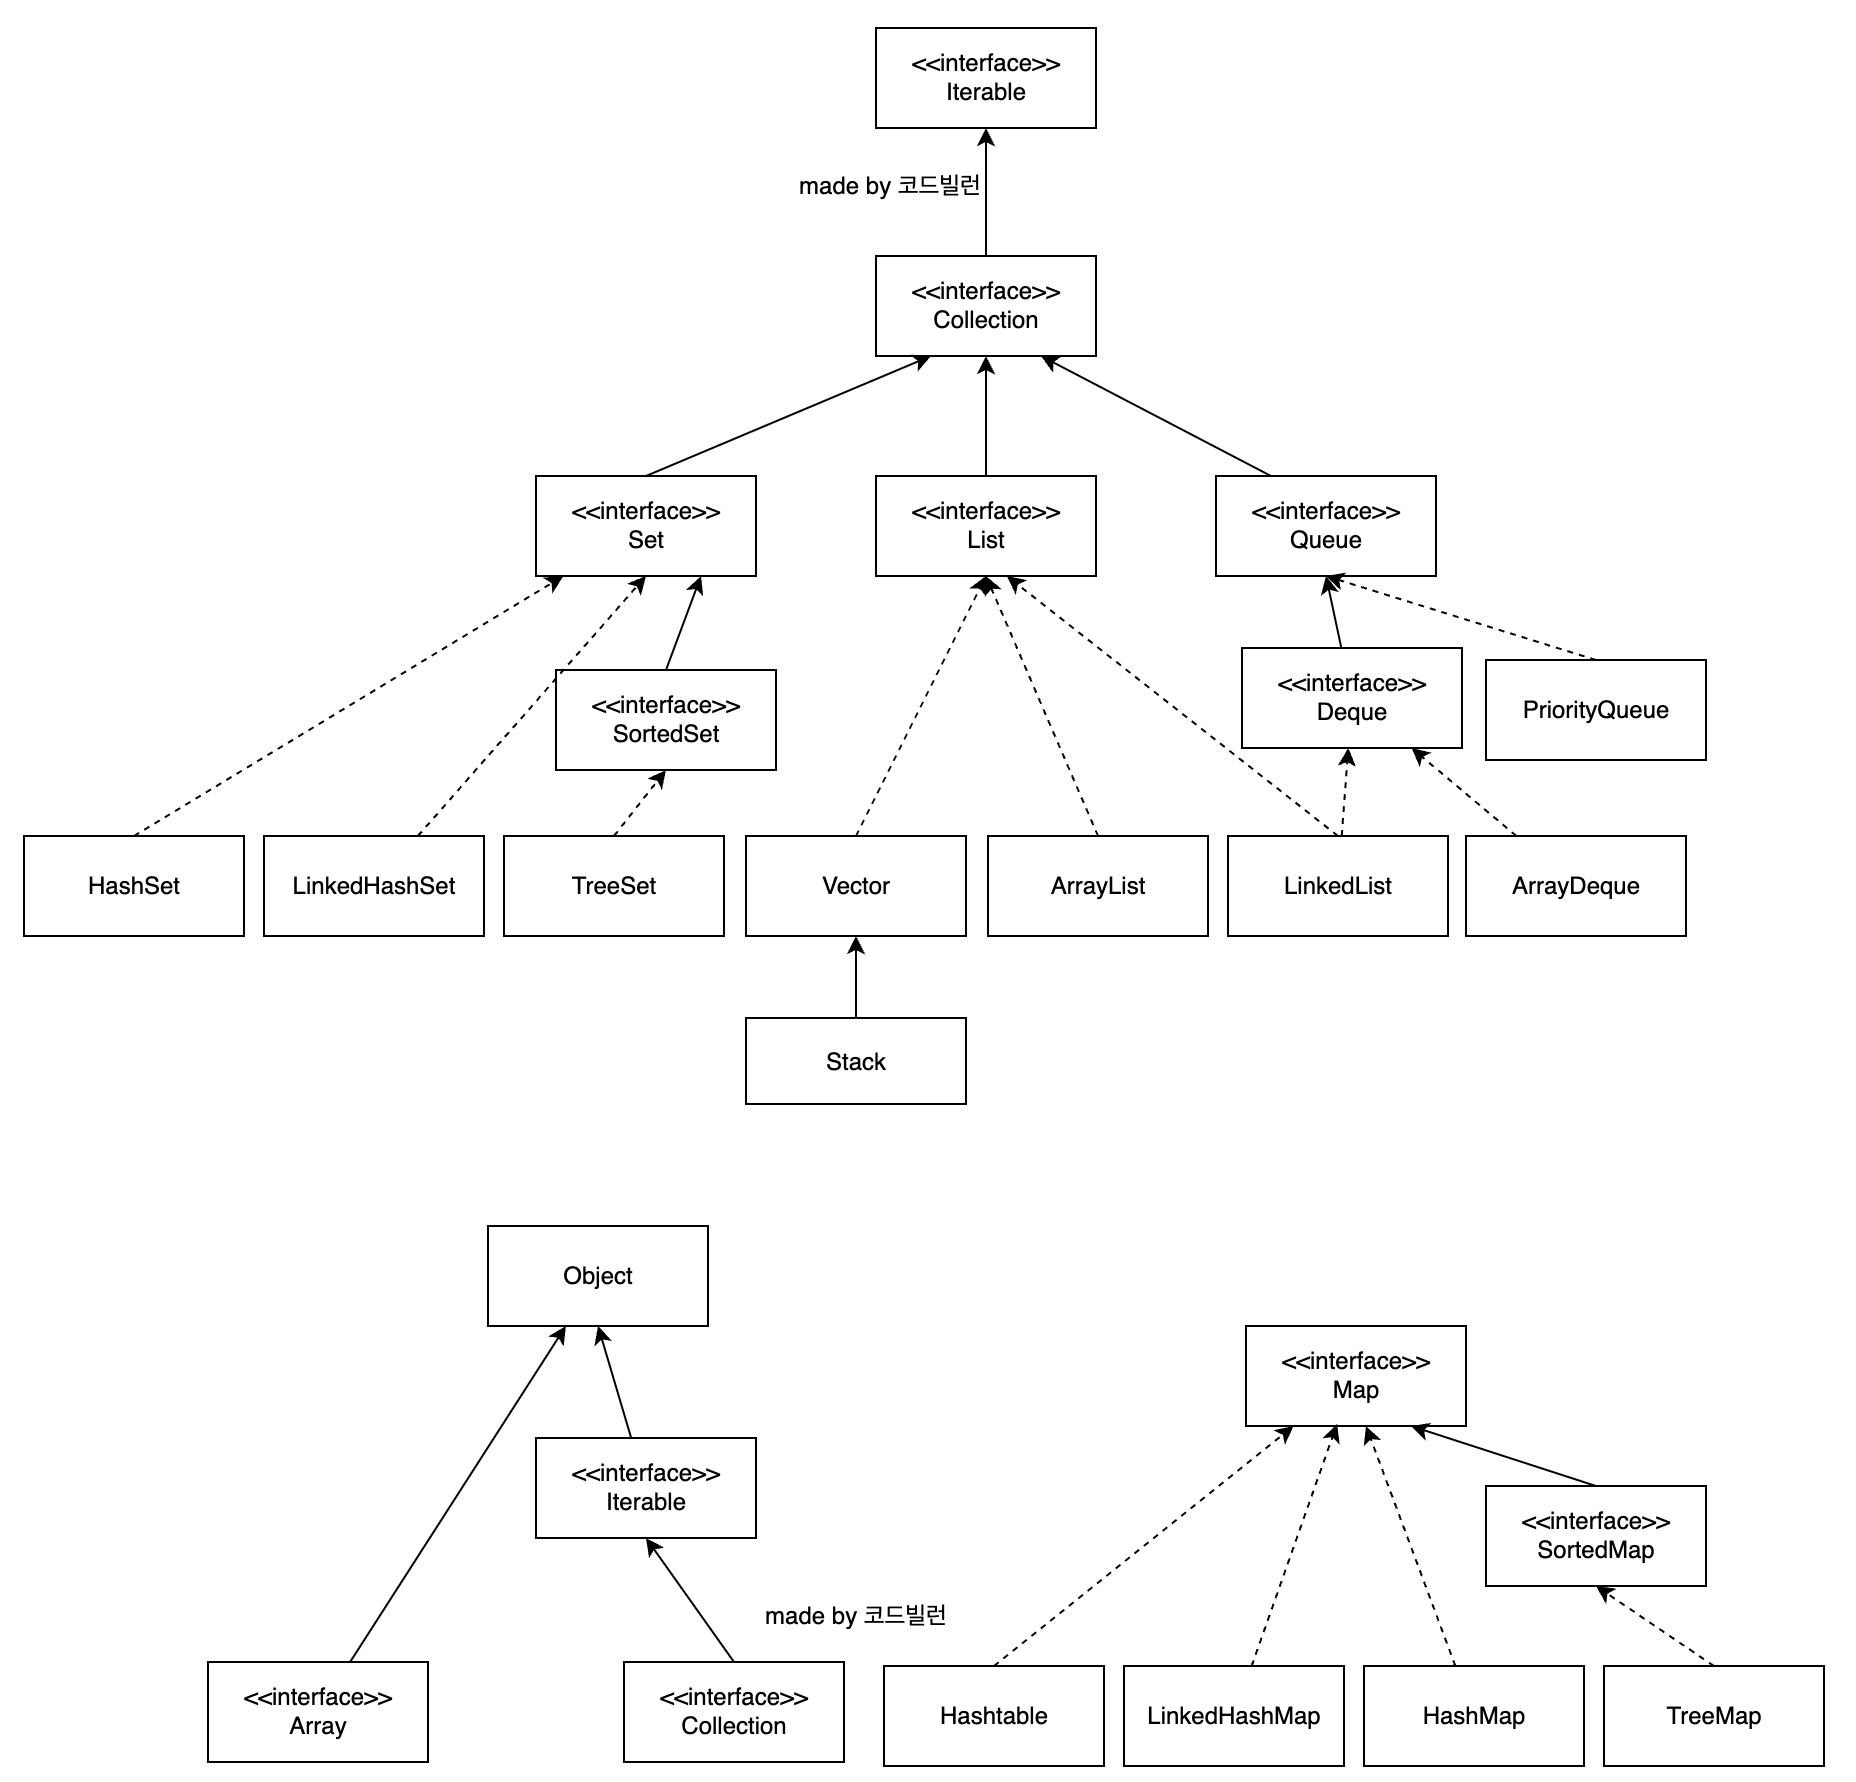 <<interface>>
Iterable
made by 코드빌런
<<interface>>
Collection
<<interface>>
Set
<<interface>>
List
<<interface>>
Queue
<<interface>>
SortedSet
<<interface>>
Deque
PriorityQueue
HashSet
LinkedHashSet
TreeSet
Vector
ArrayList
LinkedList
ArrayDeque
Stack
Object
<<interface>>
Map
<<interface>>
Iterable
<<interface>>
SortedMap
made by 코드빌런
<<interface>>
Array
<<interface>>
Collection
Hashtable
LinkedHashMap
HashMap
TreeMap